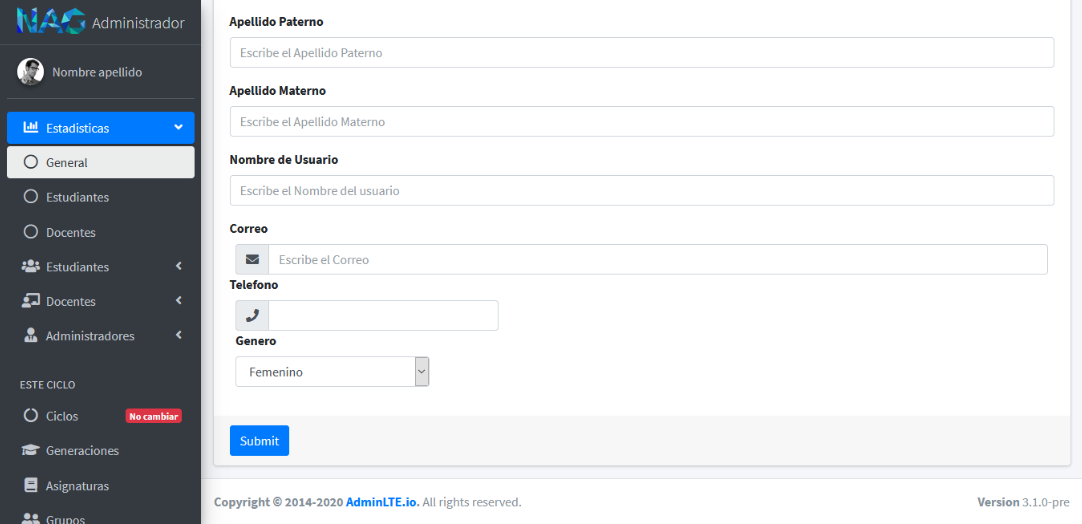 NAG Administrador
Nombre apellido
Estadisticas
General
Estudiantes
Docentes
Estudiantes
Docentes
Administradores
ESTE CICLO
Ciclos No cambiar
Generaciones
Asignaturas
Grupos
Apellido Paterno
Escribe el Apellido Paterno
Apellido Materno
Escribe el Apellido Materno
Nombre de Usuario
Escribe el Nombre del usuario
Correo
Escribe el Correo
Telefono
Genero
Femenino
Submit
Copyright © 2014-2020 AdminLTE.io. All rights reserved.
Version 3.1.0-pre